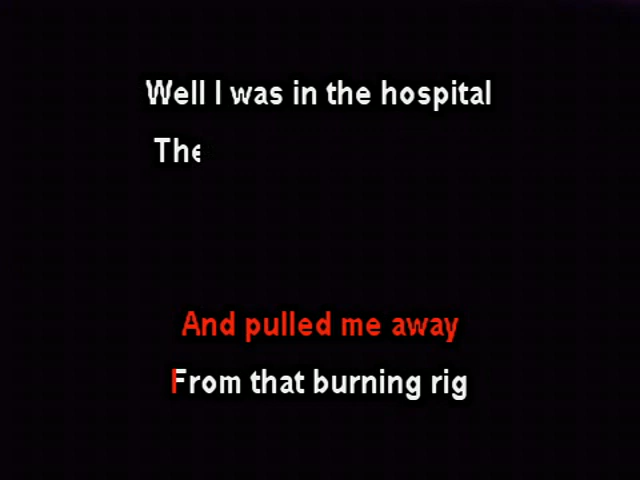 Well I was in the hospital
The
And pulled me away
From that burning rig